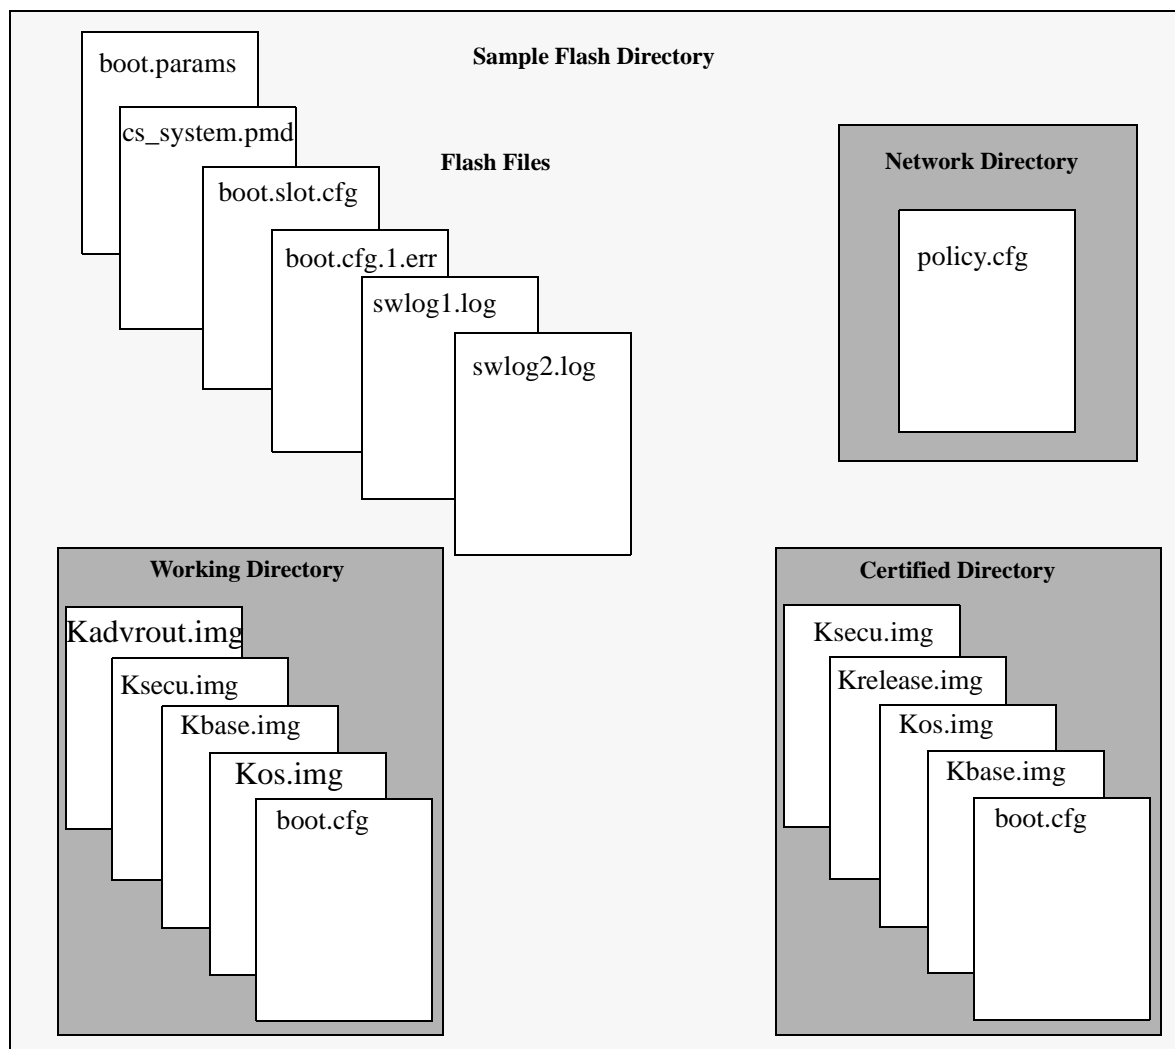 Sample Flash Directory
boot.params
cs_system.pmd
Flash Files
boot.slot.cfg
boot.cfg.1.err
swlog1.log
swlog2.log
Network Directory
policy.cfg
Working Directory
Kadvrout.img
Ksecu.img
Kbase.img
Kos.img
boot.cfg
Certified Directory
Ksecu.img
Krelease.img
Kos.img
Kbase.img
boot.cfg